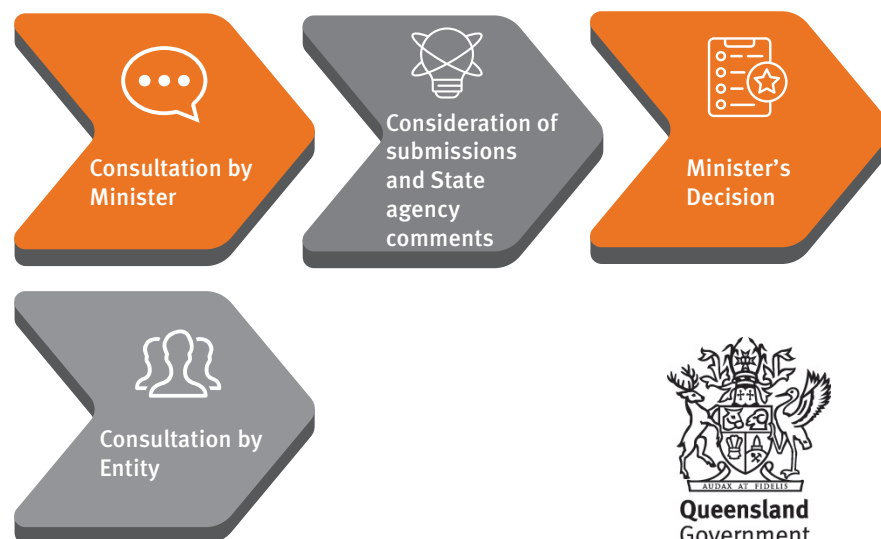 Consultation by
Minister
Consideration of
submissions
and State
agency
comments
Minister’s
Decision
Consultation by
Entity
AUDAX AT FIDELIS
Queensland
Government